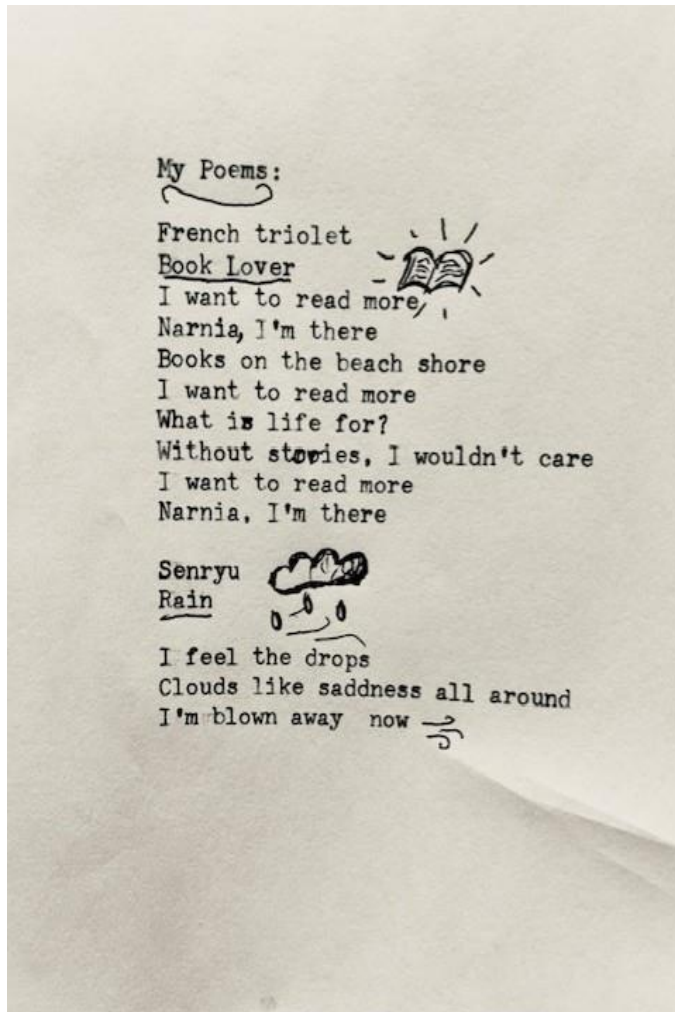 My Poems:
French triolet
Book Lover
I want to read more,
Narnia, I'm there
Books on the beach shore
I want to read more
What is life for?
Without stories, I wouldn't care
I want to read more
Narnia, I'm there
Senryu
Rain
I feel the drops
Clouds like saddness all around
I'm blown away now